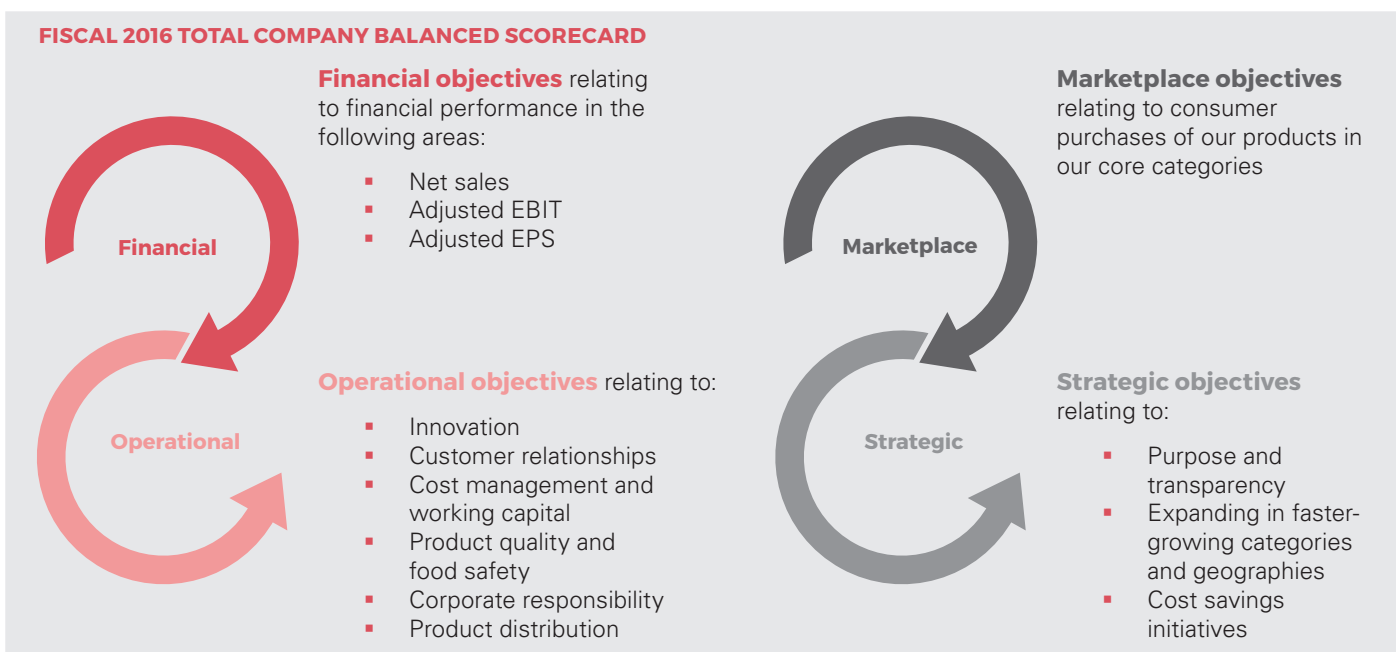 FISCAL 2016 TOTAL COMPANY BALANCED SCORECARD
Financial
Financial objectives relating
to financial performance in the
following areas:
▪ Net sales
▪ Adjusted EBIT
▪ Adjusted EPS
Operational
Operational objectives relating to:
▪ Innovation
▪ Customer relationships
▪ Cost management and
working capital
▪ Product quality and
food safety
▪ Corporate responsibility
▪ Product distribution
Marketplace
Marketplace objectives
relating to consumer
purchases of our products in
our core categories
Strategic
Strategic objectives
relating to:
▪ Purpose and
transparency
▪ Expanding in faster-
growing categories
and geographies
▪ Cost savings
initiatives